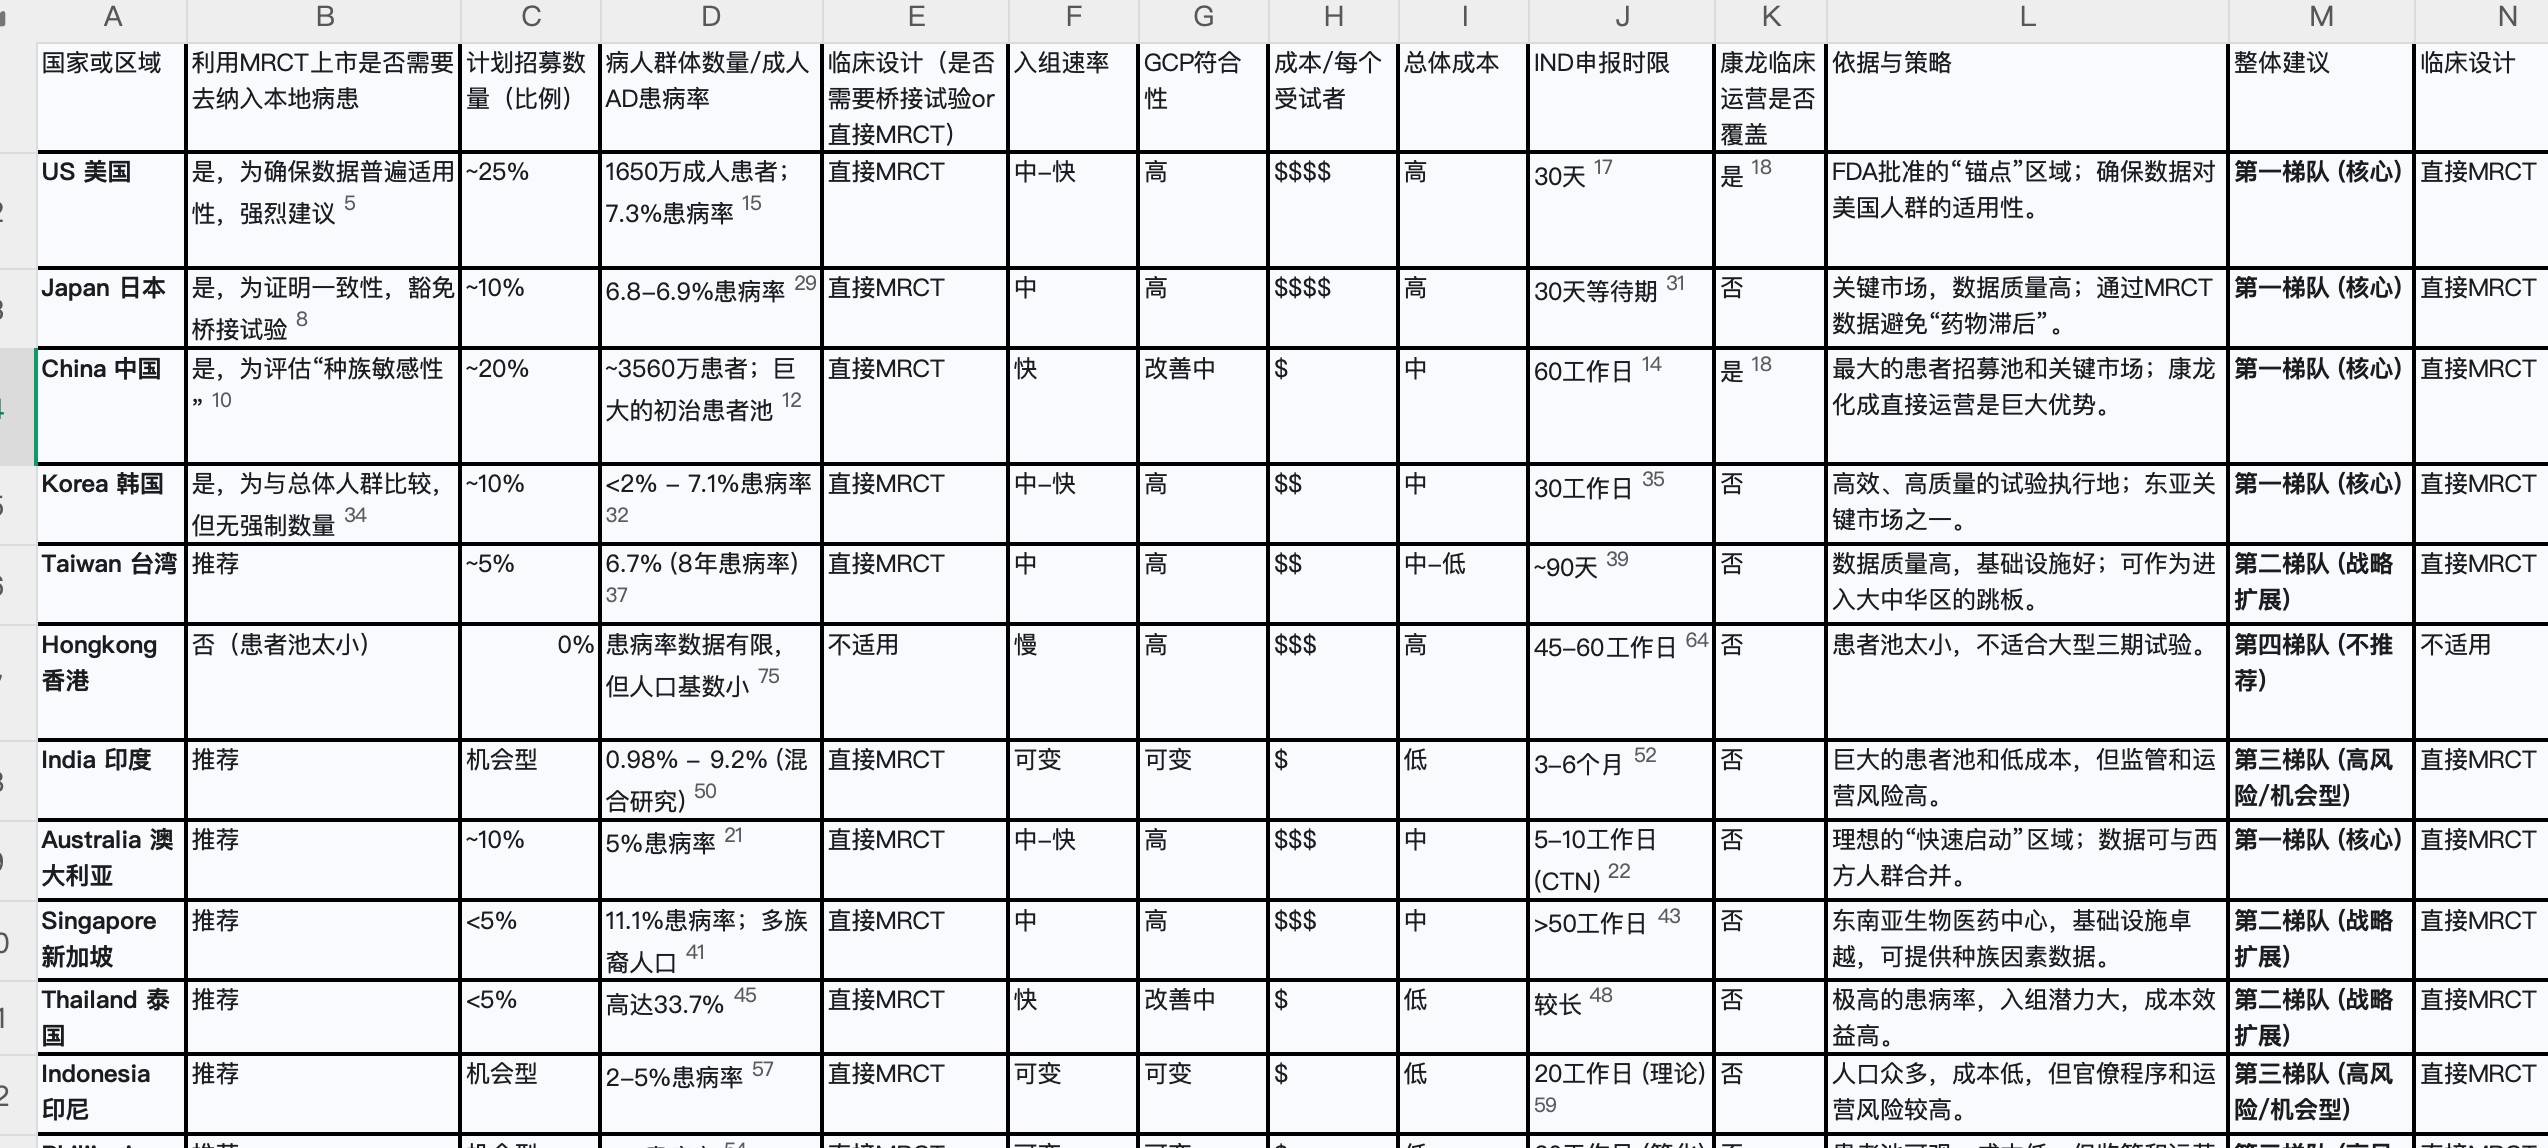 A B C D E F G H I J K L M N
国家或区域
利用MRCT上市是否需要
去纳入本地病患
计划招募数
量（比例）
病人群体数量/成人
AD患病率
临床设计（是否
需要桥接试验or
直接MRCT）
入组速率
GCP符合
性
成本/每个
受试者
总体成本
IND申报时限
康龙临床
运营是否
覆盖
依据与策略
整体建议
临床设计
US 美国
是，为确保数据普遍适用
性，强烈建议 5
~25%
1650万成人患者；
7.3%患病率 15
直接MRCT
中–快
高
$$$$
高
30天 17
是 18
FDA批准的“锚点”区域；确保数据对
美国人群的适用性。
第一梯队 (核心)
直接MRCT
Japan 日本
是，为证明一致性，豁免
桥接试验 8
~10%
6.8–6.9%患病率 29
直接MRCT
中
高
$$$$
高
30天等待期 31
否
关键市场，数据质量高；通过MRCT
数据避免“药物滞后”。
第一梯队 (核心)
直接MRCT
China 中国
是，为评估“种族敏感性
” 10
~20%
~3560万患者；巨
大的初治患者池 12
直接MRCT
快
改善中
$
中
60工作日 14
是 18
最大的患者招募池和关键市场；康龙
化成直接运营是巨大优势。
第一梯队 (核心)
直接MRCT
Korea 韩国
是，为与总体人群比较，
但无强制数量 34
~10%
<2% – 7.1%患病率
32
直接MRCT
中–快
高
$$
中
30工作日 35
否
高效、高质量的试验执行地；东亚关
键市场之一。
第一梯队 (核心)
直接MRCT
Taiwan 台湾
推荐
~5%
6.7% (8年患病率)
37
直接MRCT
中
高
$$
中–低
~90天 39
否
数据质量高，基础设施好；可作为进
入大中华区的跳板。
第二梯队 (战略
扩展)
直接MRCT
Hongkong
香港
否（患者池太小）
0%
患病率数据有限，
但人口基数小 75
不适用
慢
高
$$$
高
45–60工作日 64
否
患者池太小，不适合大型三期试验。
第四梯队 (不推
荐)
不适用
India 印度
推荐
机会型
0.98% – 9.2% (混
合研究) 50
直接MRCT
可变
可变
$
低
3–6个月 52
否
巨大的患者池和低成本，但监管和运
营风险高。
第三梯队 (高风
险/机会型)
直接MRCT
Australia 澳
大利亚
推荐
~10%
5%患病率 21
直接MRCT
中–快
高
$$$
中
5–10工作日
(CTN) 22
否
理想的“快速启动”区域；数据可与西
方人群合并。
第一梯队 (核心)
直接MRCT
Singapore
新加坡
推荐
<5%
11.1%患病率；多族
裔人口 41
直接MRCT
中
高
$$$
中
>50工作日 43
否
东南亚生物医药中心，基础设施卓
越，可提供种族因素数据。
第二梯队 (战略
扩展)
直接MRCT
Thailand 泰
国
推荐
<5%
高达33.7% 45
直接MRCT
快
改善中
$
低
较长 48
否
极高的患病率，入组潜力大，成本效
益高。
第二梯队 (战略
扩展)
直接MRCT
Indonesia
印尼
推荐
机会型
2–5%患病率 57
直接MRCT
可变
可变
$
低
20工作日 (理论)
59
否
人口众多，成本低，但官僚程序和运
营风险较高。
第三梯队 (高风
险/机会型)
直接MRCT